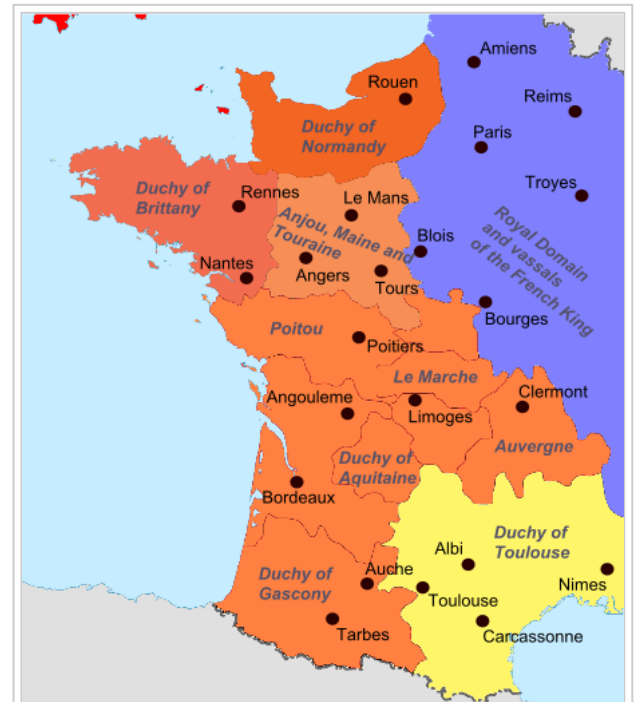 Amiens
Rouen
Reims
Duchy of
Normandy
Paris
Troyes
Duchy of
Brittany
Rennes
Le Mans
Anjou, Maine and
Touraine
Blois
Royal Domain
and vassals
of the French King
Nantes
Angers
Tours
Bourges
Poitou
Poitiers
Le Marche
Clermont
Angouleme
Limoges
Auvergne
Duchy of
Aquitaine
Bordeaux
Duchy of
Toulouse
Albi
Auche
Duchy of
Gascony
Nimes
Toulouse
Tarbes
Carcassonne